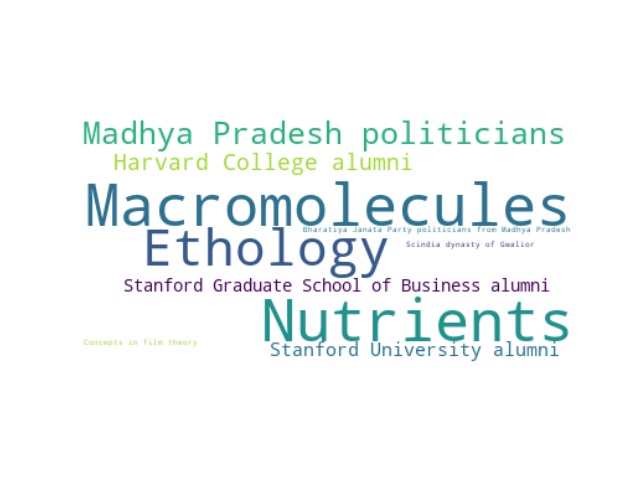 Madhya Pradesh politicians
Harvard College alumni
Macromolecules
Bharatiya Janata Party politicians from Madhya Pradesh
Ethology
Scindia dynasty of Gwalior
Stanford Graduate School of Business alumni
Nutrients
Concepts in film theory
Stanford University alumni